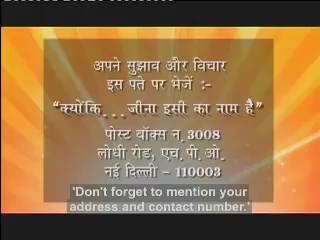 अपने सुझाव और विचार
इस पते पर भेजें :-
“क्योंकि...जीना इसी का नाम है”
पोस्ट बॉक्स न. 3008
लोधी रोड, एच.पी.ओ.
नई दिल्ली - 110003
'Don't forget to mention your
address and contact number.'